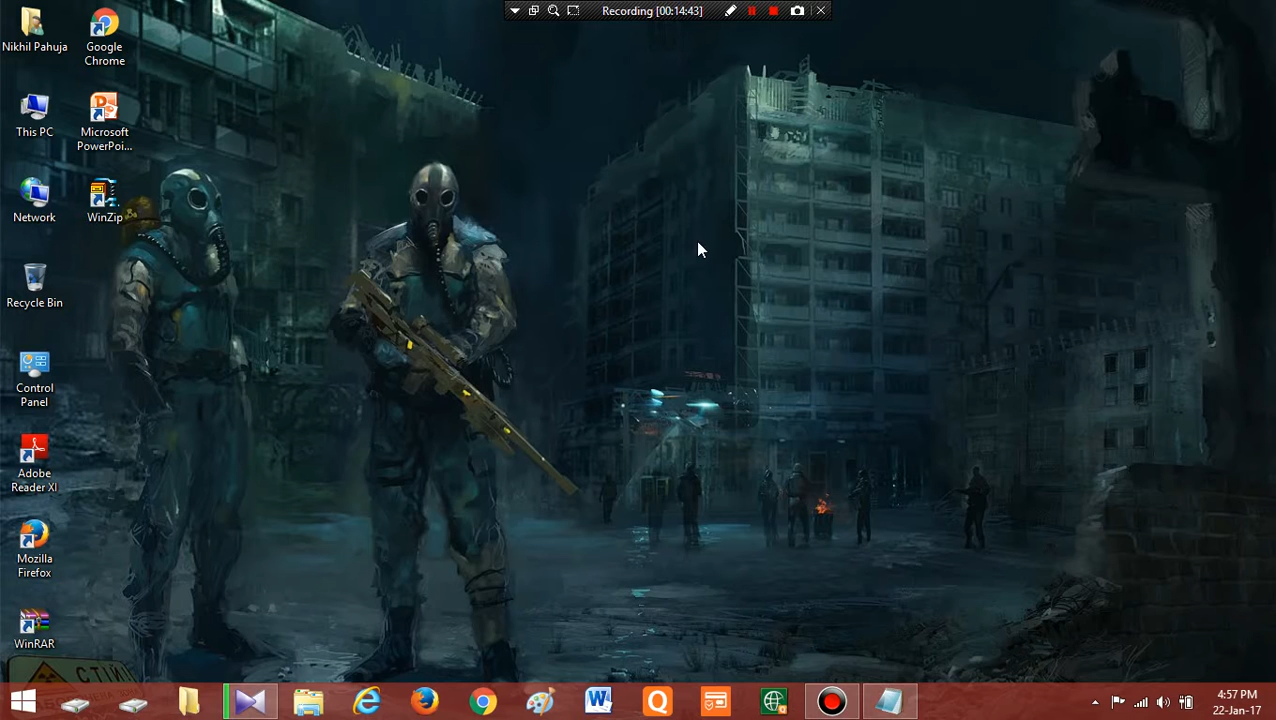 Recording [00:14:43]
Nikhil Pahuja
Google
Chrome
This PC
Microsoft
PowerPoi...
Network
WinZip
Recycle Bin
Control
Panel
Adobe
Reader XI
Mozilla
Firefox
WinRAR
СТІЙ
4:57 PM
22-Jan-17